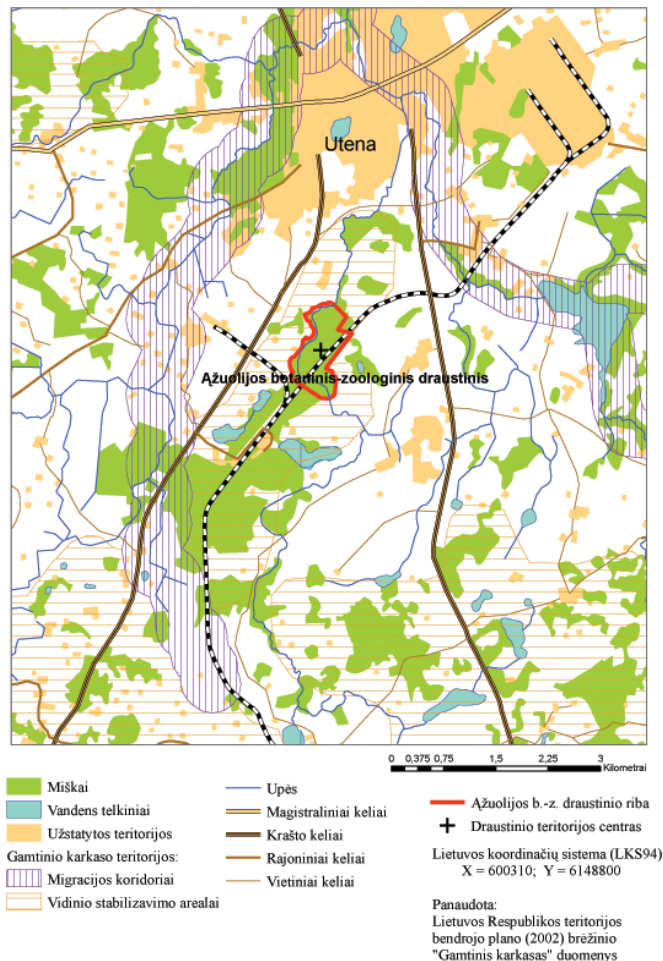 Utena
Ąžuolijos botaninis-zoologinis draustinis
0 0,375 0,75 1,5 2,25 3
Kilometrai
Miškai
Vandens telkiniai
Užstatytos teritorijos
Gamtinio karkaso teritorijos:
Migracijos koridoriai
Vidinio stabilizavimo arealai
Upės
Magistraliniai keliai
Krašto keliai
Rajoniniai keliai
Vietiniai keliai
Ąžuolijos b.-z. draustinio riba
Draustinio teritorijos centras
Lietuvos koordinačių sistema (LKS94)
X = 600310; Y = 6148800
Panaudota:
Lietuvos Respulikos teritorijos
bendrojo plano (2002) brėžinio
"Gamtinis karkasas" duomenys